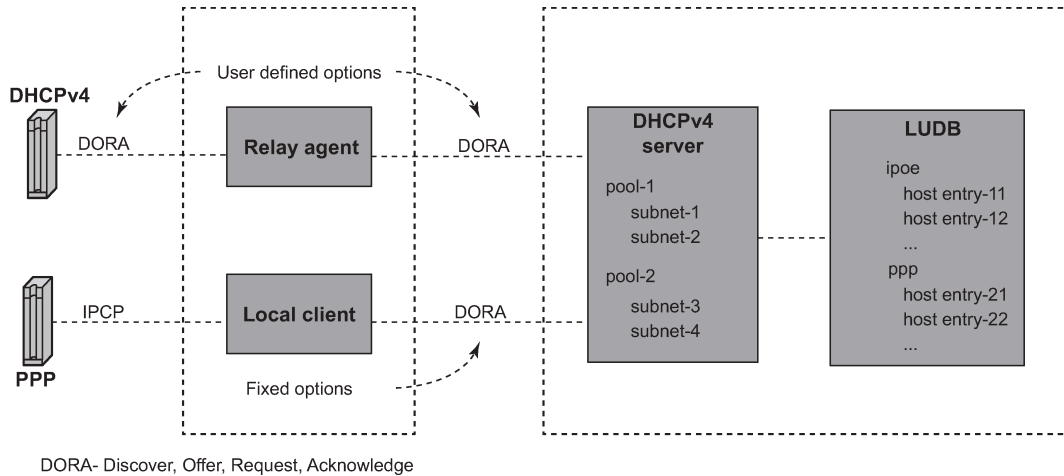 User defined options
DHCPv4
DORA
Relay agent
DORA
DHCPv4
server
pool-1
subnet-1
subnet-2
pool-2
subnet-3
subnet-4
LUDB
ipoe
host entry-11
host entry-12
...
ppp
host entry-21
host entry-22
...
IPCP
Local client
DORA
PPP
Fixed options
DORA- Discover, Offer, Request, Acknowledge